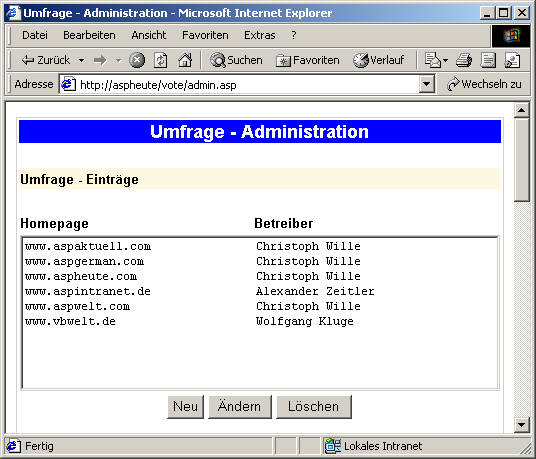 Umfrage - Administration - Microsoft Internet Explorer
Datei Bearbeiten Ansicht Favoriten Extras ?
Zurück Suchen Favoriten Verlauf
Adresse http://aspheute/vote/admin.asp Wechseln zu
Umfrage - Administration
Umfrage - Einträge
Homepage Betreiber
www.aspaktuell.com Christoph Wille
www.aspgerman.com Christoph Wille
www.aspheute.com Christoph Wille
www.aspintranet.de Alexander Zeitler
www.aspwelt.com Christoph Wille
www.vbwelt.de Wolfgang Kluge
Neu Ändern Löschen
Fertig Lokales Intranet